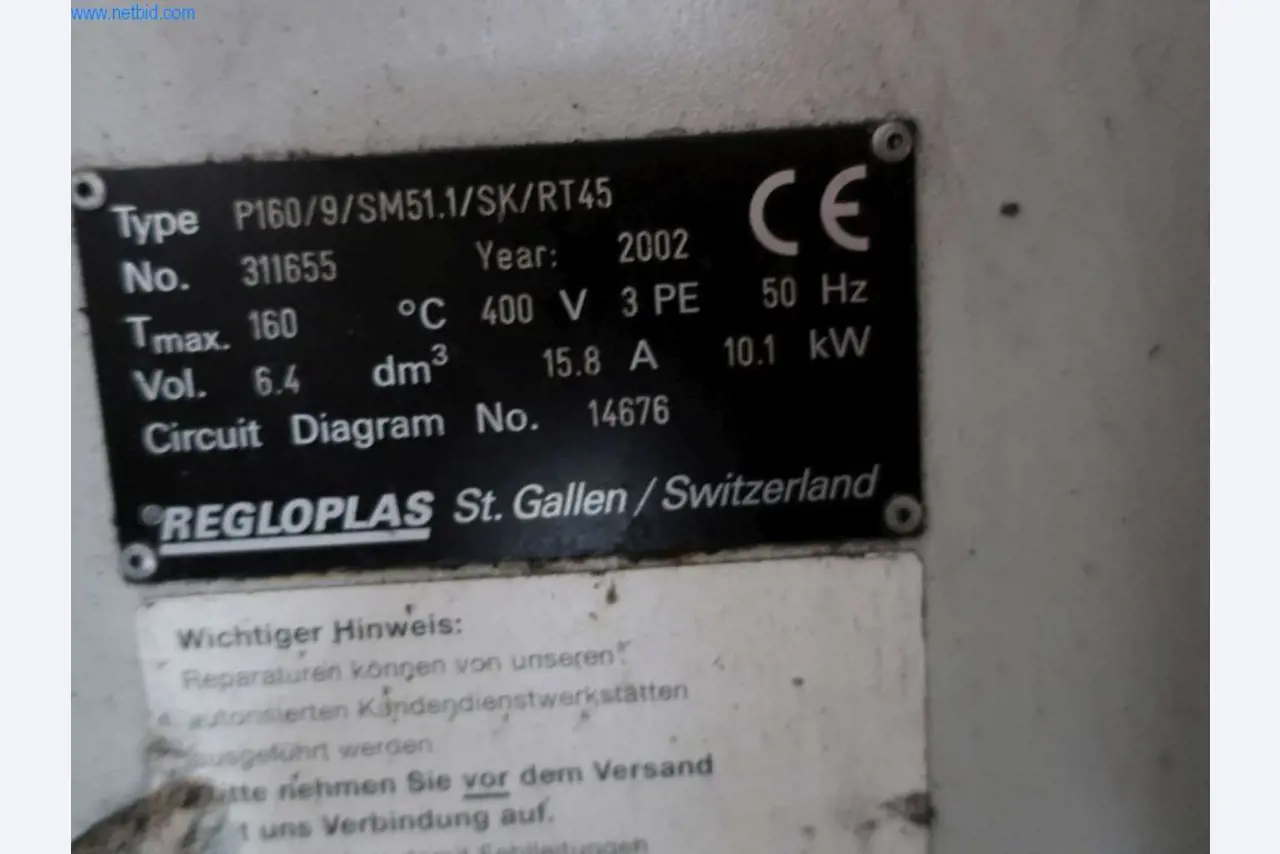 www.netbid.com
Type P160/9/SM51.1/SK/RT45
No. 311655 Year: 2002 CE
Tmax. 160 °C 400 V 3 PE 50 Hz
Vol. 6.4 dm³ 15.8 A 10.1 kW
Circuit Diagram No. 14676
REGLOPLAS St. Gallen / Switzerland
Wichtiger Hinweis:
Reparaturen können von unseren
autorisierten Kundendienstwerkstätten
ausgeführt werden
nehmen Sie vor dem Versand
uns Verbindung auf.